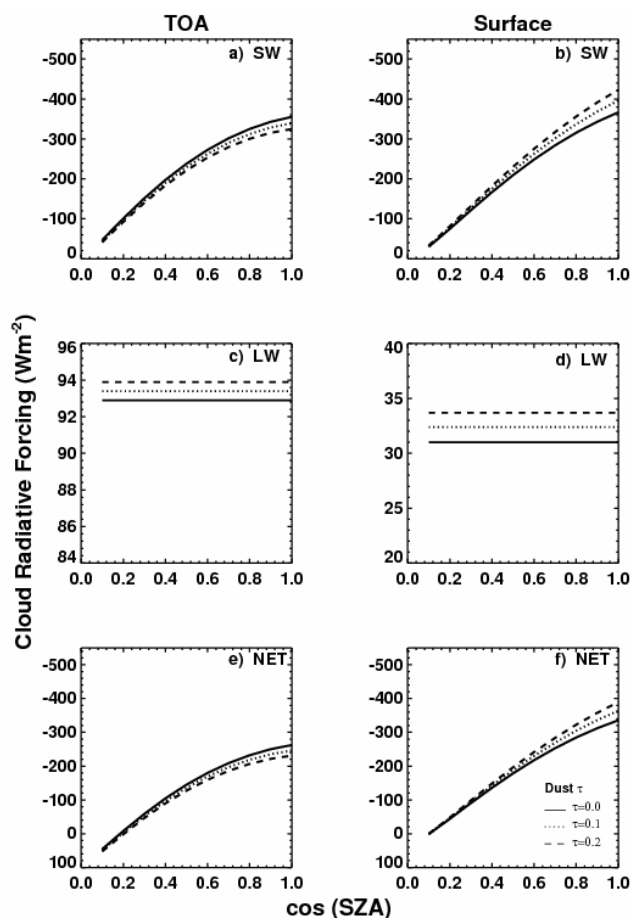 TOA
Surface
a) SW
-500
-400
-300
-200
-100
0
0.0 0.2 0.4 0.6 0.8 1.0
b) SW
-500
-400
-300
-200
-100
0
0.0 0.2 0.4 0.6 0.8 1.0
Cloud Radiative Forcing (Wm-2)
c) LW
96
94
92
90
88
86
84
0.0 0.2 0.4 0.6 0.8 1.0
d) LW
40
35
30
25
20
0.0 0.2 0.4 0.6 0.8 1.0
e) NET
-500
-400
-300
-200
-100
0
100
0.0 0.2 0.4 0.6 0.8 1.0
f) NET
-500
-400
-300
-200
-100
0
100
Dust τ
τ=0.0
τ=0.1
τ=0.2
0.0 0.2 0.4 0.6 0.8 1.0
cos (SZA)